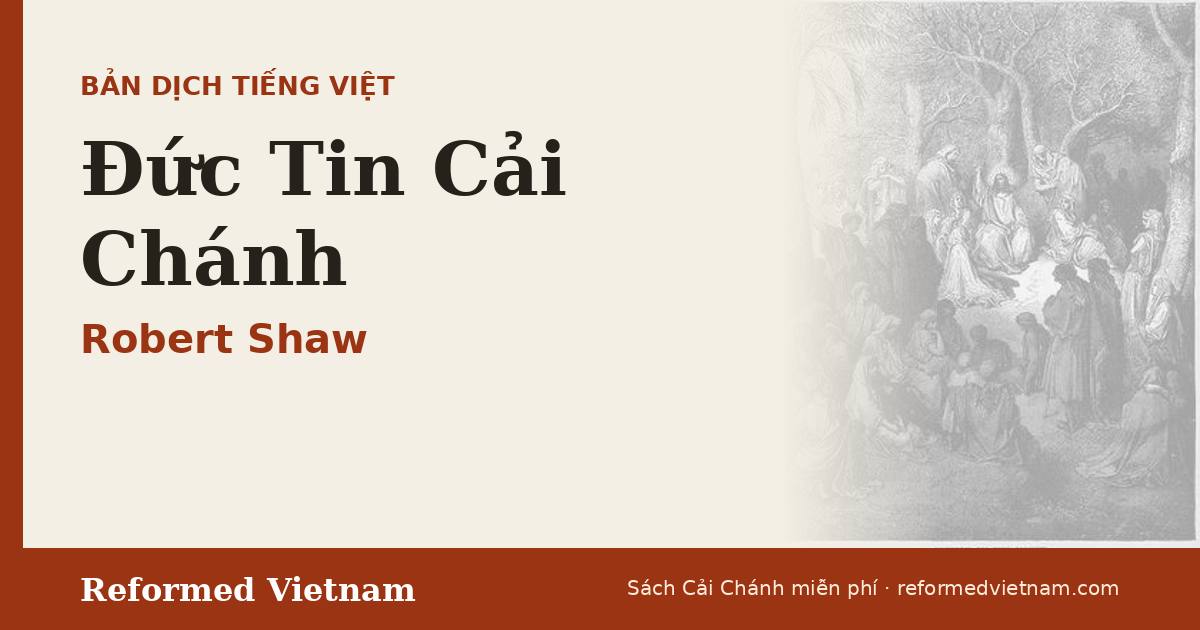 BẢN DỊCH TIẾNG VIỆT
Đức Tin Cải
Chánh
Robert Shaw
Reformed Vietnam
Sách Cải Chánh miễn phí · reformedvietnam.com